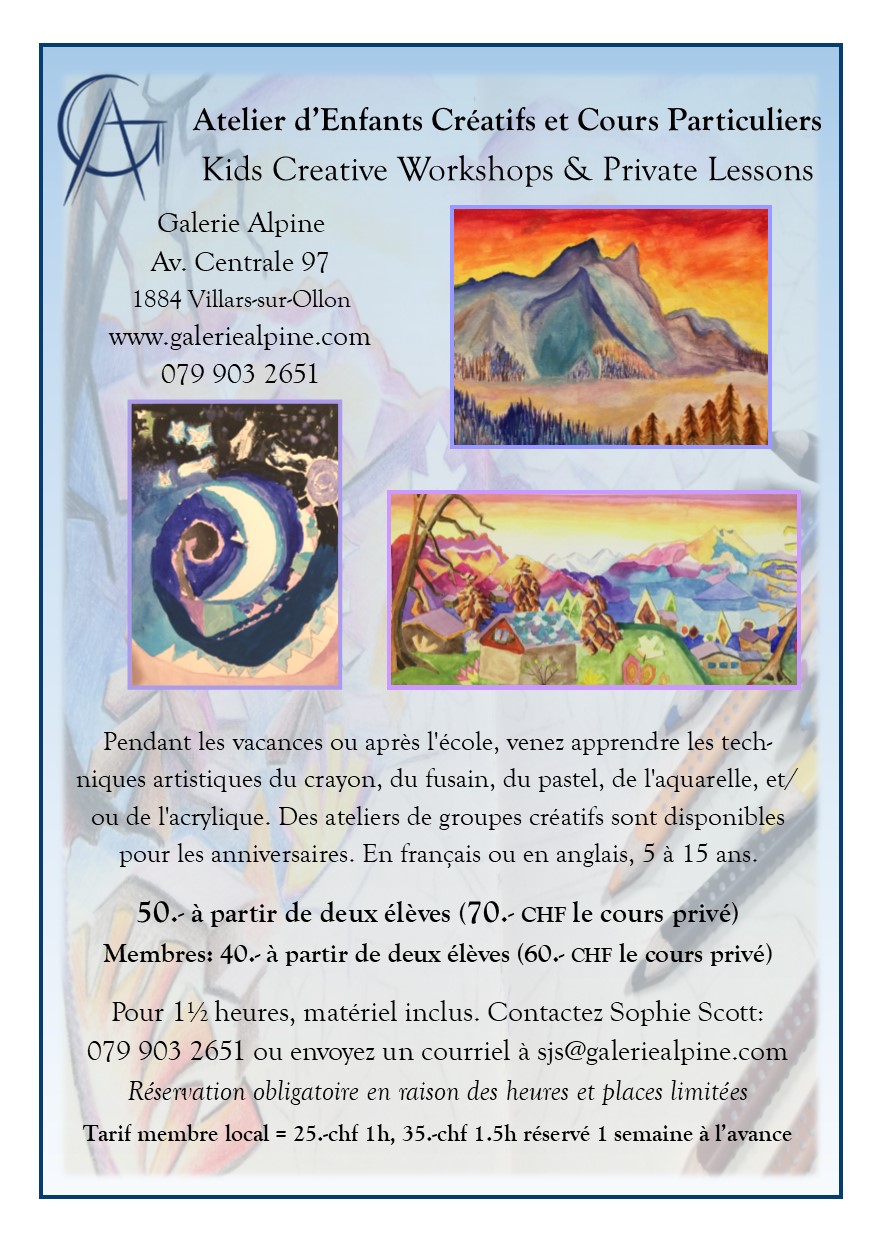 Atelier d'Enfants Créatifs et Cours Particuliers
Kids Creative Workshops & Private Lessons
Galerie Alpine
Av. Centrale 97
1884 Villars-sur-Ollon
www.galeriealpine.com
079 903 2651
Pendant les vacances ou après l'école, venez apprendre les tech-
niques artistiques du crayon, du fusain, du pastel, de l'aquarelle, et/
ou de l'acrylique. Des ateliers de groupes créatifs sont disponibles
pour les anniversaires. En français ou en anglais, 5 à 15 ans.
50.- à partir de deux élèves (70.- CHF le cours privé)
Membres: 40.- à partir de deux élèves (60.- CHF le cours privé)
Pour 1½ heures, matériel inclus. Contactez Sophie Scott:
079 903 2651 ou envoyez un courriel à sjs@galeriealpine.com
Réservation obligatoire en raison des heures et places limitées
Tarif membre local = 25.-chf 1h, 35.-chf 1.5h réservé 1 semaine à l'avance